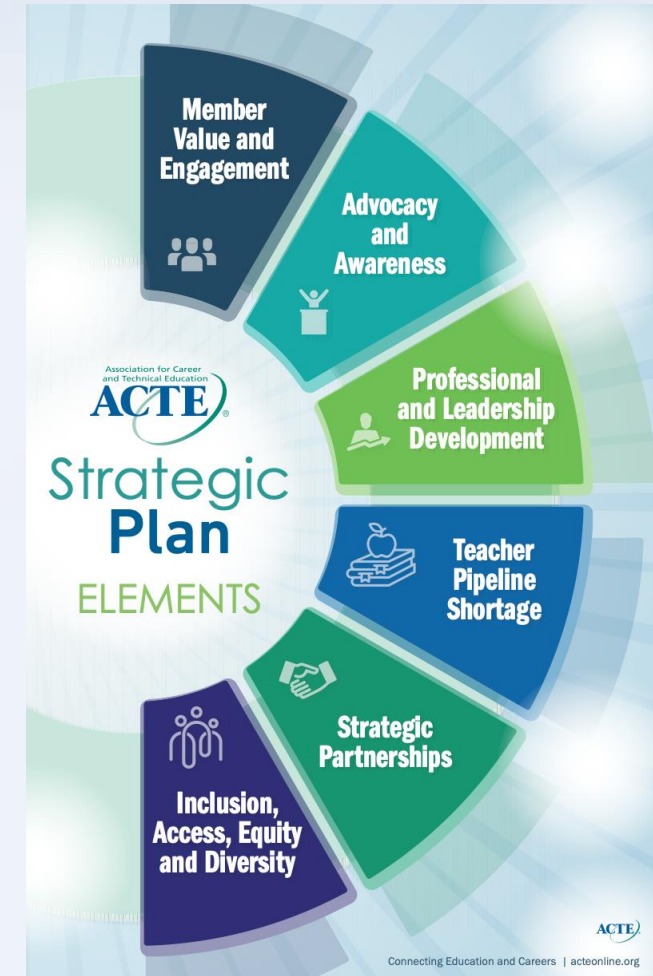 Member
Value and
Engagement
Advocacy
and
Awareness
Professional
and Leadership
Development
Association for Career
and Technical Education
ACTE®
Strategic
Plan
ELEMENTS
Teacher
Pipeline
Shortage
Strategic
Partnerships
Inclusion,
Access, Equity
and Diversity
ACTE
Connecting Education and Careers | acteonline.org